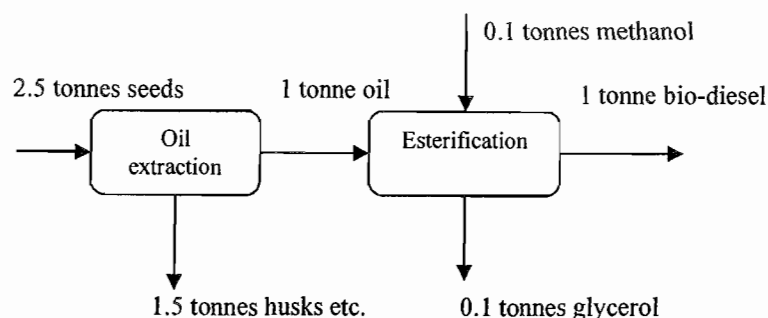 0.1 tonnes methanol
2.5 tonnes seeds
1 tonne oil
1 tonne bio-diesel
Oil
extraction
Esterification
1.5 tonnes husks etc.
0.1 tonnes glycerol